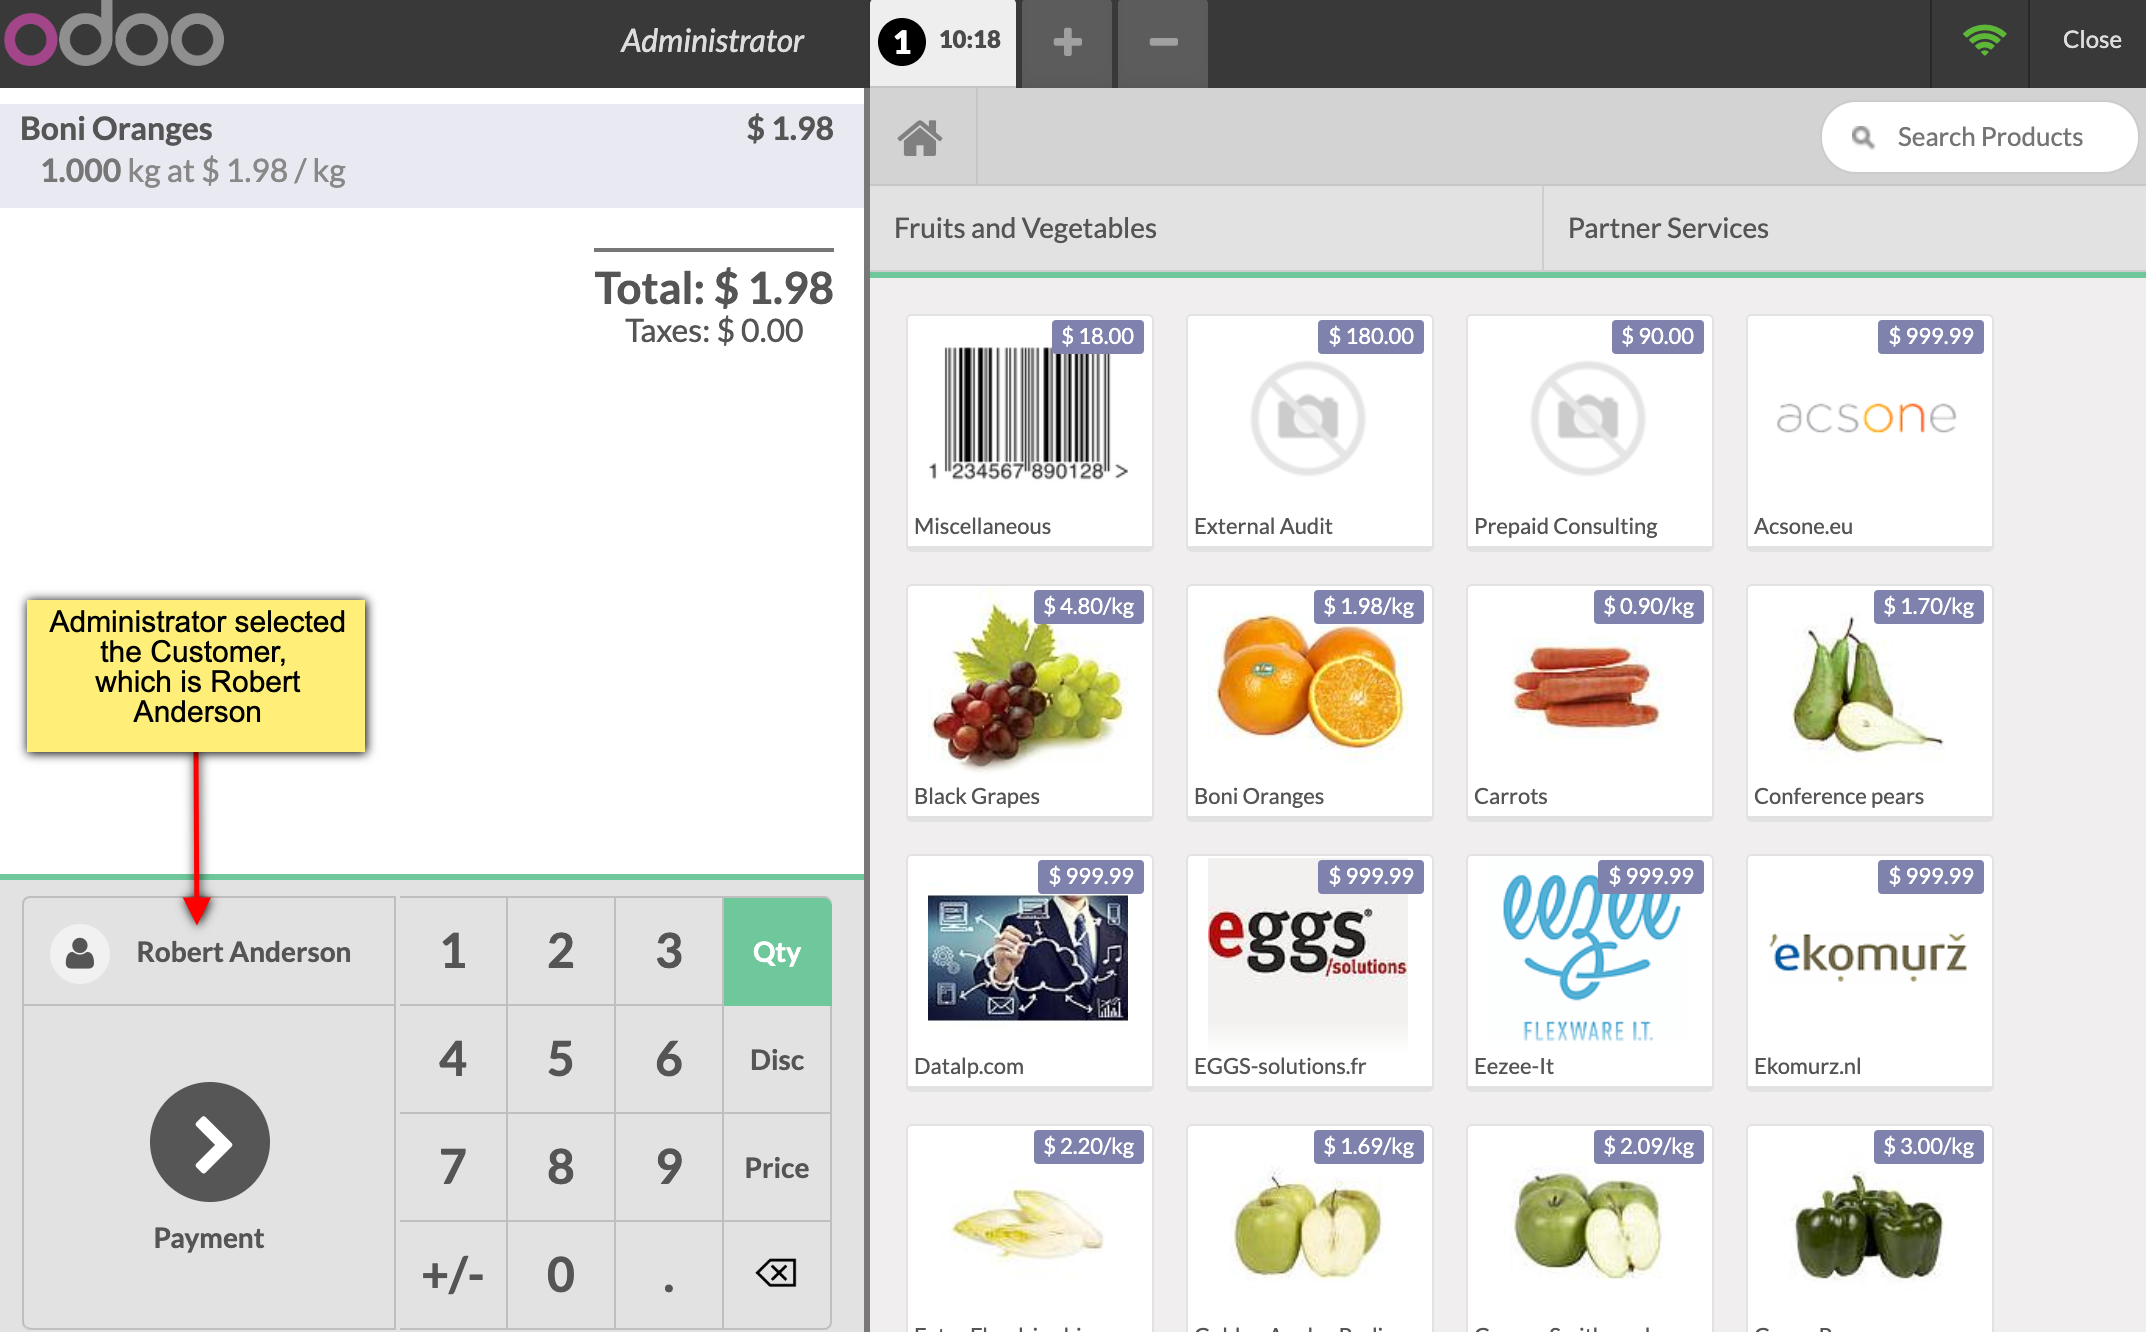 odoo
Administrator
1 10:18
+
-
Close
Boni Oranges
$ 1.98
1.000 kg at $ 1.98 / kg
Total: $ 1.98
Taxes: $ 0.00
Administrator selected
the Customer,
which is Robert
Anderson
Robert Anderson
1 2 3 Qty
4 5 6 Disc
7 8 9 Price
+/- 0 .
Payment
Search Products
Fruits and Vegetables
Partner Services
$ 18.00
1 234567 890128 >
Miscellaneous
$ 180.00
External Audit
$ 90.00
Prepaid Consulting
$ 999.99
acsone
Acsone.eu
$ 4.80/kg
Black Grapes
$ 1.98/kg
Boni Oranges
$ 0.90/kg
Carrots
$ 1.70/kg
Conference pears
$ 999.99
Datalp.com
$ 999.99
eggs
/solutions
EGGS-solutions.fr
$ 999.99
eezee
FLEXWARE I.T.
Eezee-It
$ 999.99
'ekomurž
Ekomurz.nl
$ 2.20/kg
$ 1.69/kg
$ 2.09/kg
$ 3.00/kg